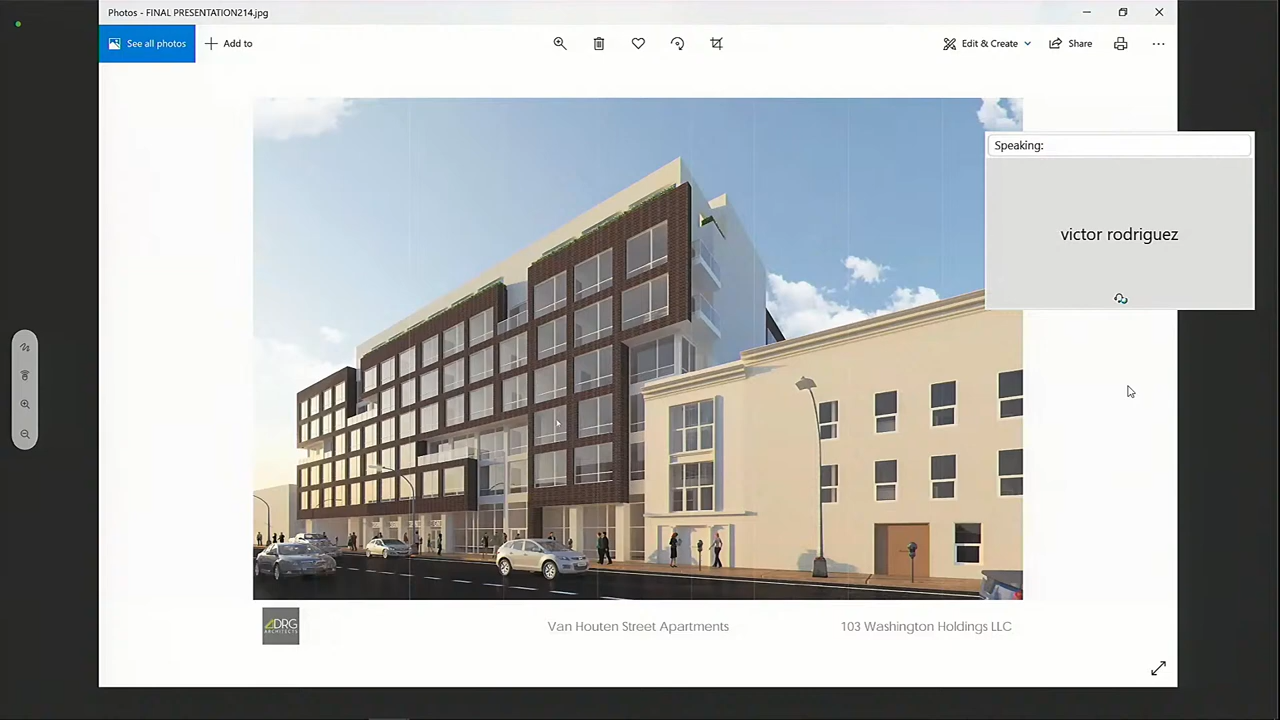 Photos - FINAL PRESENTATION214.jpg
See all photos
Add to
Edit & Create
Share
Speaking:
victor rodriguez
DRG
ARCHITECTS
Van Houten Street Apartments
103 Washington Holdings LLC